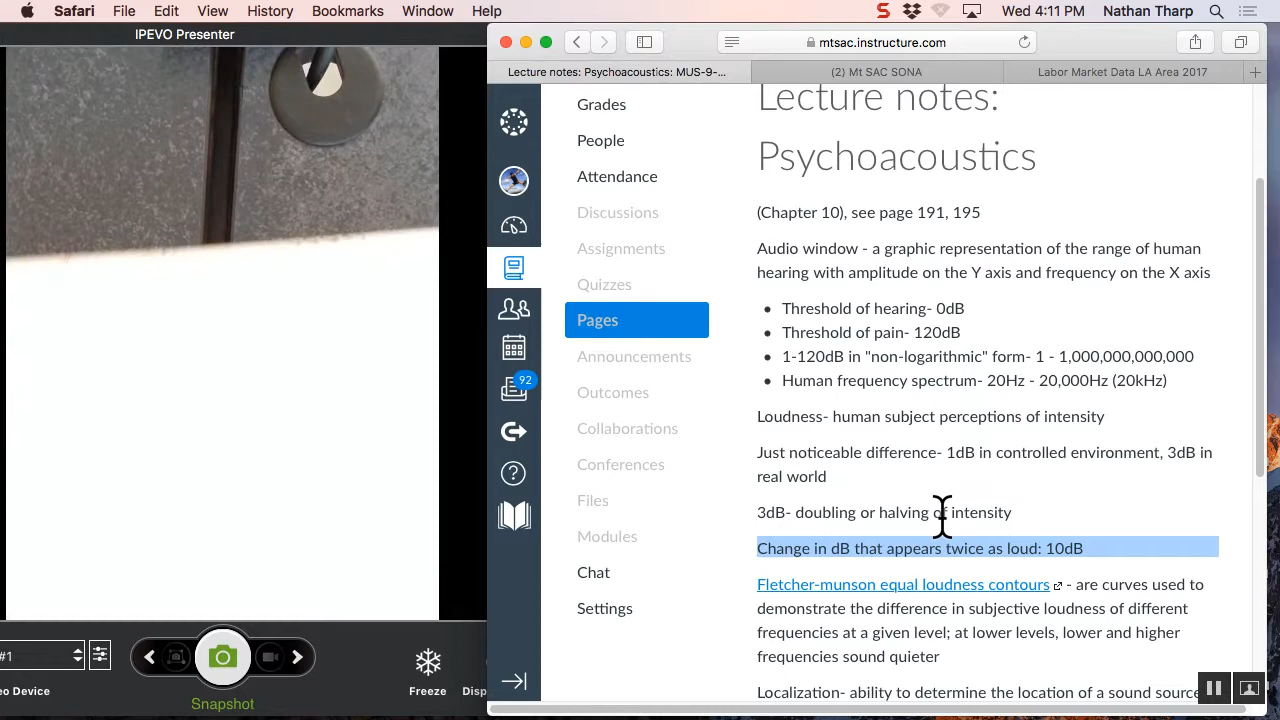 Safari File Edit View History Bookmarks Window Help
Wed 4:11 PM Nathan Tharp
IPEVO Presenter
mtsac.instructure.com
Lecture notes: Psychoacoustics: MUS-9-...
(2) Mt SAC SONA
Labor Market Data LA Area 2017
Grades
People
Attendance
Discussions
Assignments
Quizzes
Pages
Announcements
Outcomes
Collaborations
Conferences
Files
Modules
Chat
Settings
92
Lecture notes:
Psychoacoustics
(Chapter 10), see page 191, 195
Audio window - a graphic representation of the range of human
hearing with amplitude on the Y axis and frequency on the X axis
• Threshold of hearing- 0dB
• Threshold of pain- 120dB
• 1-120dB in "non-logarithmic" form- 1 - 1,000,000,000,000
• Human frequency spectrum- 20Hz - 20,000Hz (20kHz)
Loudness- human subject perceptions of intensity
Just noticeable difference- 1dB in controlled environment, 3dB in
real world
3dB- doubling or halving of intensity
Change in dB that appears twice as loud: 10dB
Fletcher-munson equal loudness contours - are curves used to
demonstrate the difference in subjective loudness of different
frequencies at a given level; at lower levels, lower and higher
frequencies sound quieter
Localization- ability to determine the location of a sound source
#1
eo Device
Snapshot
Freeze
Disp